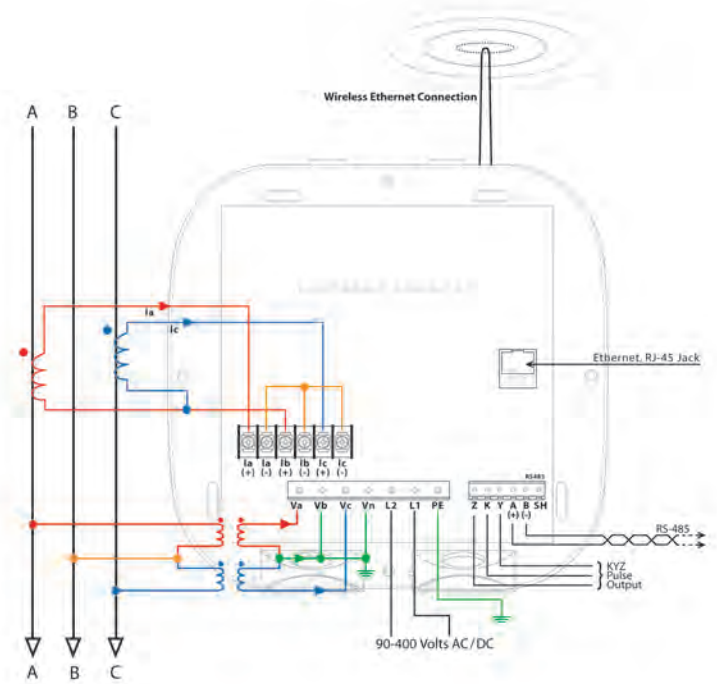 Wireless Ethernet Connection
A B C
Ia
Ic
Ethernet, RJ-45 Jack
Ia Ia Ib Ib Ic Ic
(+) (-) (+) (-) (+) (-)
RS485
Va Vb Vc Vn L2 L1 PE
Z K Y A B SH
(+) (-)
RS-485
KYZ
Pulse
Output
90-400 Volts AC/DC
A B C